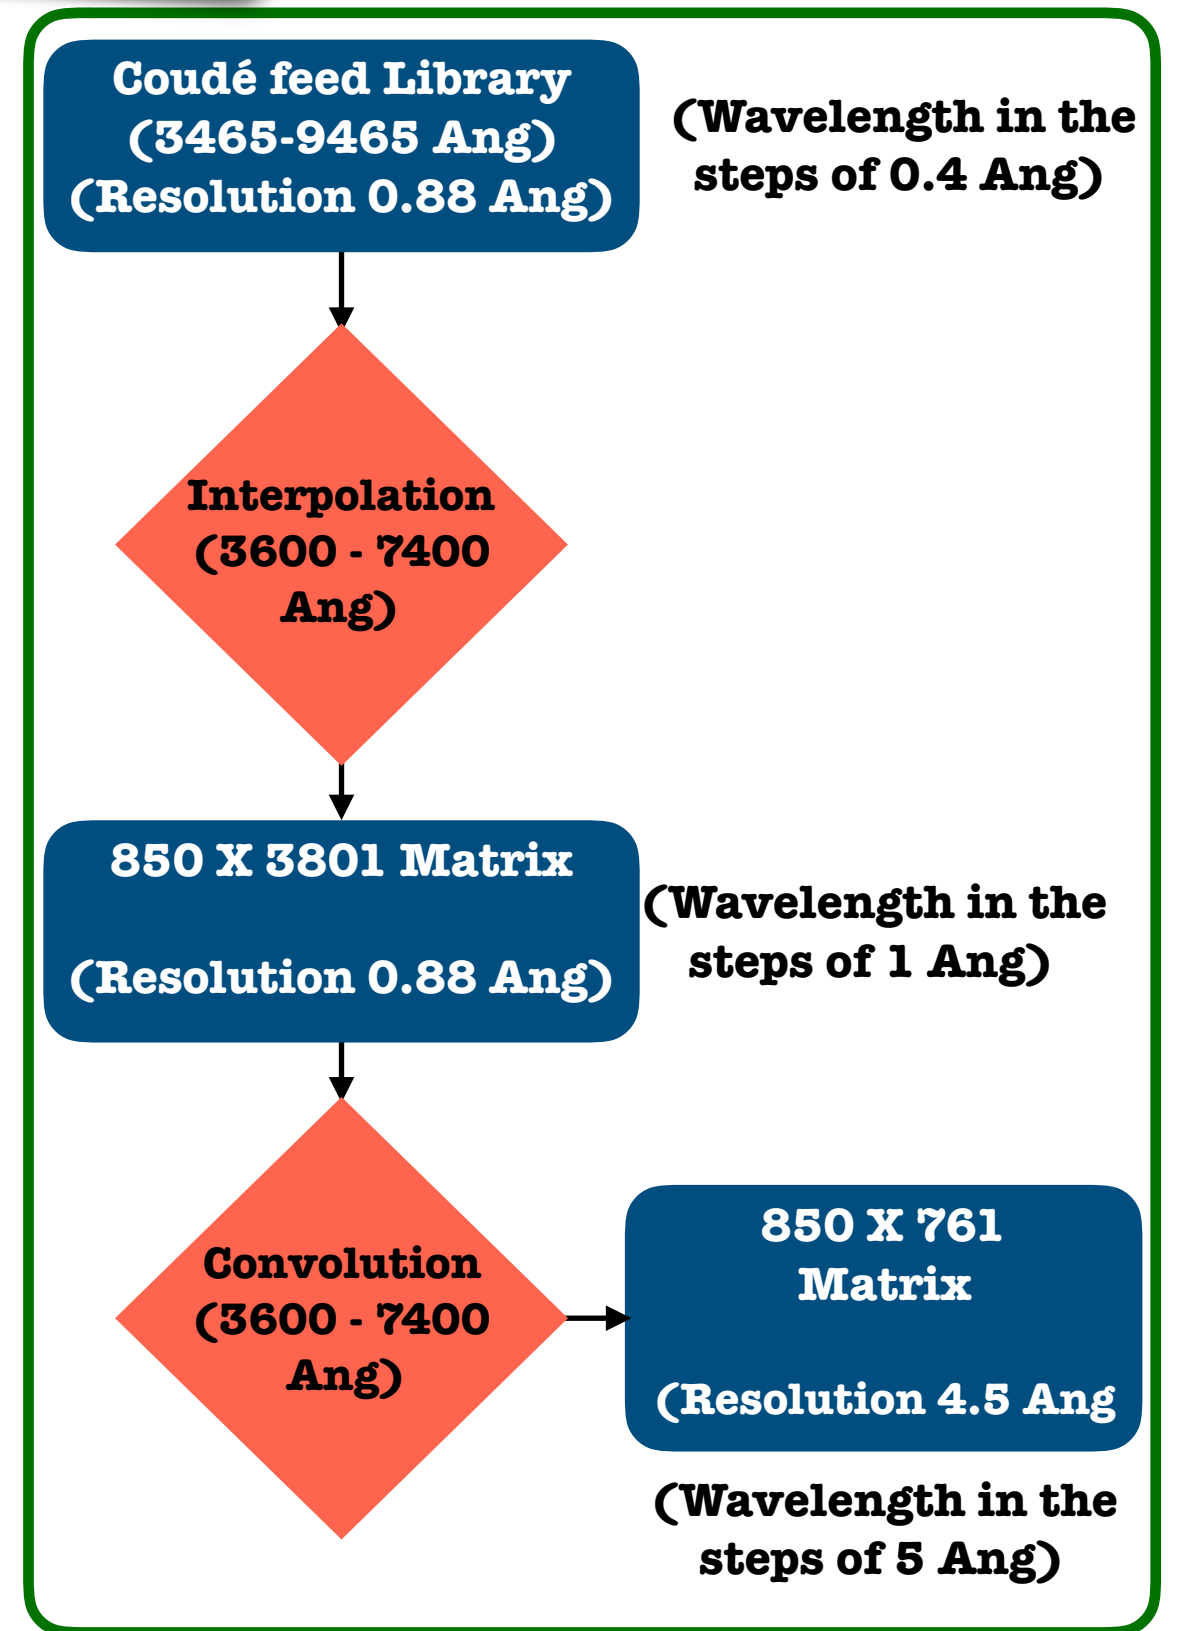 Coudé feed Library
(3465-9465 Ang)
(Resolution 0.88 Ang)
(Wavelength in the
steps of 0.4 Ang)
Interpolation
(3600 - 7400
Ang)
850 X 3801 Matrix
(Resolution 0.88 Ang)
(Wavelength in the
steps of 1 Ang)
Convolution
(3600 - 7400
Ang)
850 X 761
Matrix
(Resolution 4.5 Ang
(Wavelength in the
steps of 5 Ang)